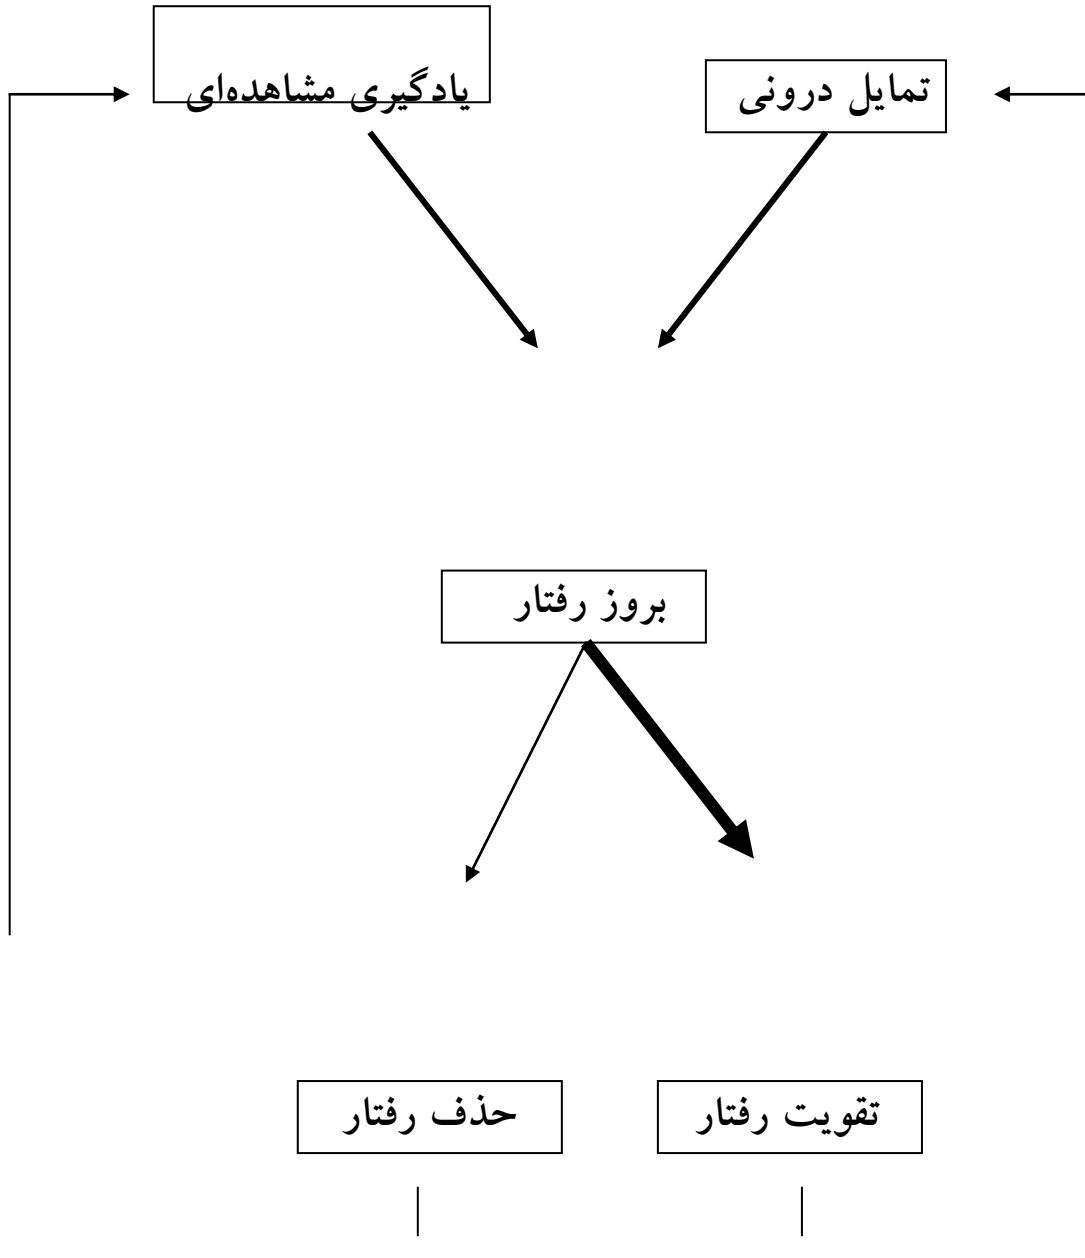 تمایل درونی
یادگیری مشاهده‌ای
بروز رفتار
تقویت رفتار
حذف رفتار